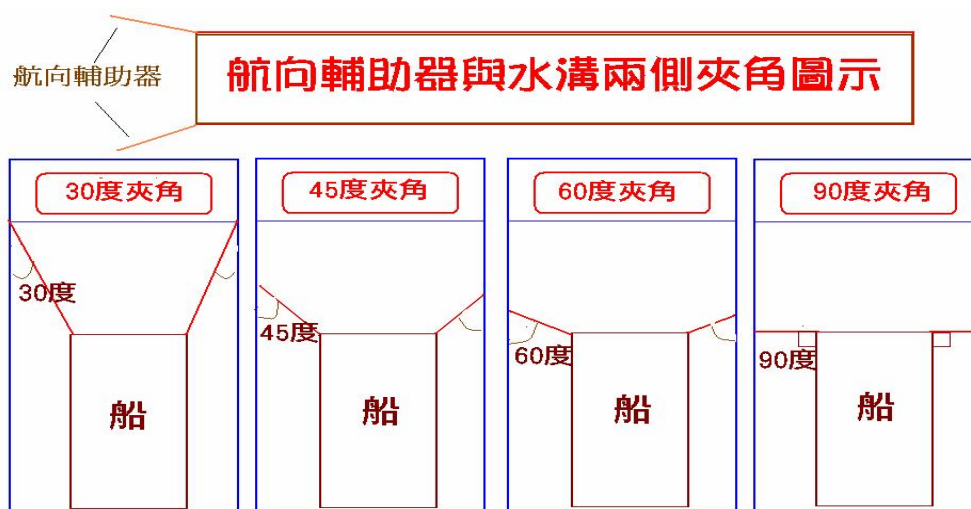 航向輔助器
航向輔助器與水溝兩側夾角圖示
30度夾角
45度夾角
60度夾角
90度夾角
30度
45度
60度
90度
船
船
船
船